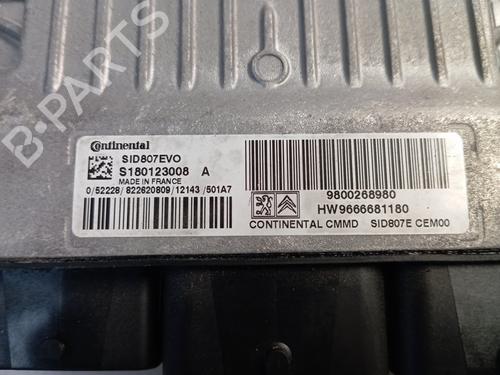 Continental
SID807EVO
S180123008 A
MADE IN FRANCE
0/52228/822620809/12143/501A7
9800268980
HW9666681180
CONTINENTAL CMMD SID807E CEM00
B-PARTS